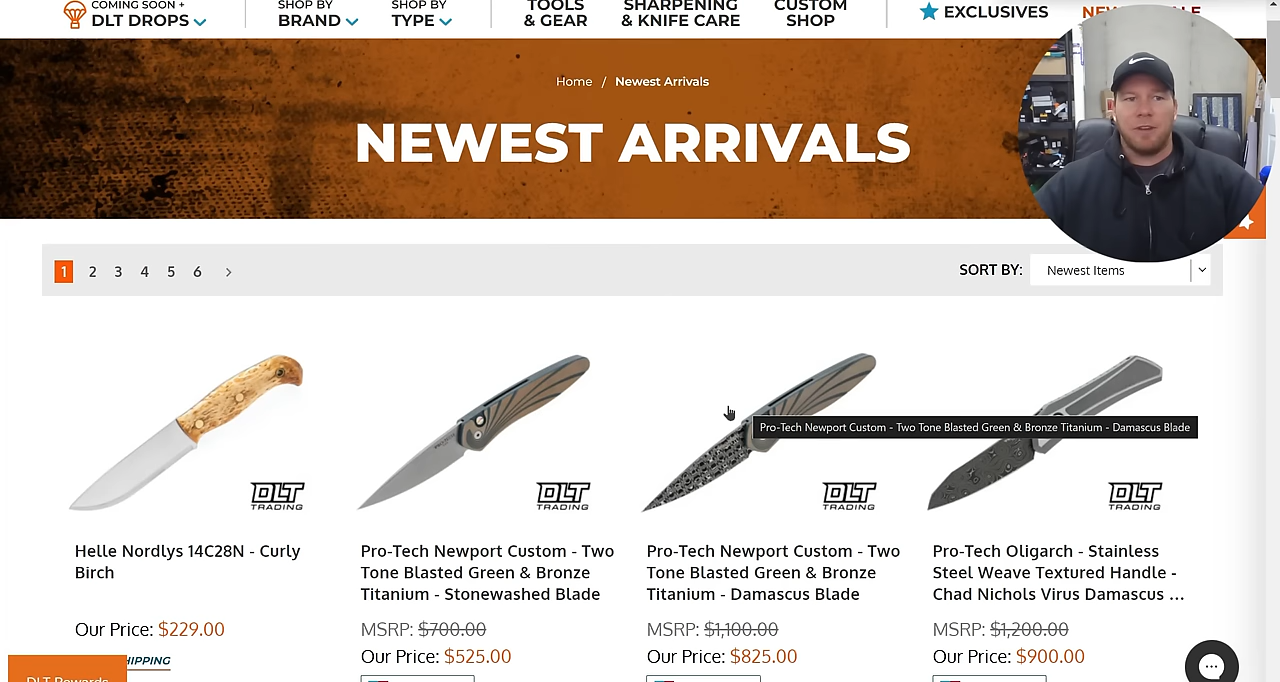 COMING SOON +
DLT DROPS
SHOP BY
BRAND
SHOP BY
TYPE
TOOLS
& GEAR
SHARPENING
& KNIFE CARE
CUSTOM
SHOP
EXCLUSIVES
Home / Newest Arrivals
NEWEST ARRIVALS
1 2 3 4 5 6 >
SORT BY: Newest Items
Pro-Tech Newport Custom - Two Tone Blasted Green & Bronze Titanium - Damascus Blade
DLT
TRADING
DLT
TRADING
DLT
TRADING
DLT
TRADING
Helle Nordlys 14C28N - Curly
Birch
Our Price: $229.00
Pro-Tech Newport Custom - Two
Tone Blasted Green & Bronze
Titanium - Stonewashed Blade
MSRP: $700.00
Our Price: $525.00
Pro-Tech Newport Custom - Two
Tone Blasted Green & Bronze
Titanium - Damascus Blade
MSRP: $1,100.00
Our Price: $825.00
Pro-Tech Oligarch - Stainless
Steel Weave Textured Handle -
Chad Nichols Virus Damascus ...
MSRP: $1,200.00
Our Price: $900.00
DLT Rewards